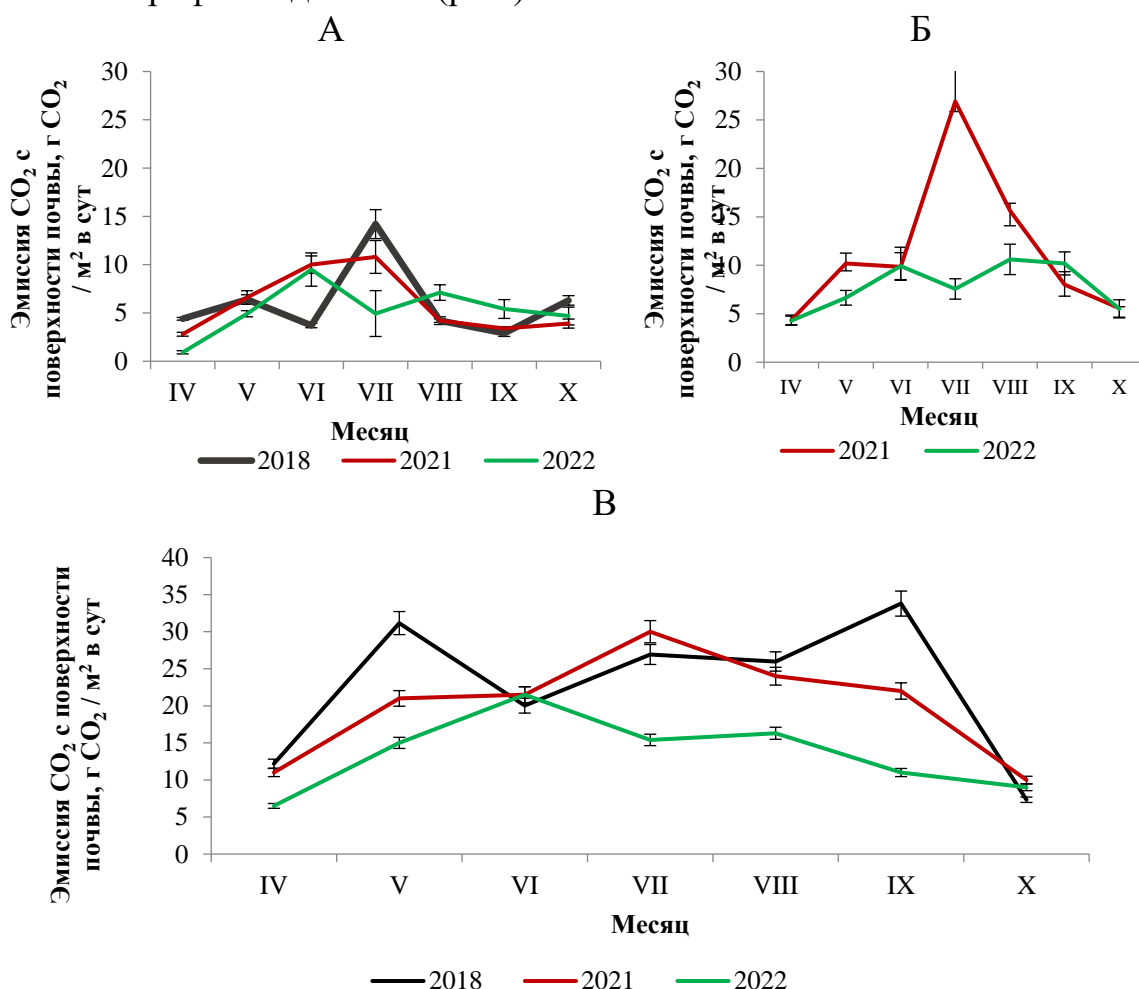 А
Эмиссия CO₂ с
поверхности почвы, г CO₂
/ м² в сут
30
25
20
15
10
5
0
IV V VI VII VIII IX X
Месяц
2018 2021 2022
Б
Эмиссия CO₂ с
поверхности почвы, г CO₂
/ м² в сут
30
25
20
15
10
5
0
IV V VI VII VIII IX X
Месяц
2021 2022
В
Эмиссия CO₂ с поверхности
почвы, г CO₂ / м² в сут
40
35
30
25
20
15
10
5
0
IV V VI VII VIII IX X
Месяц
2018 2021 2022